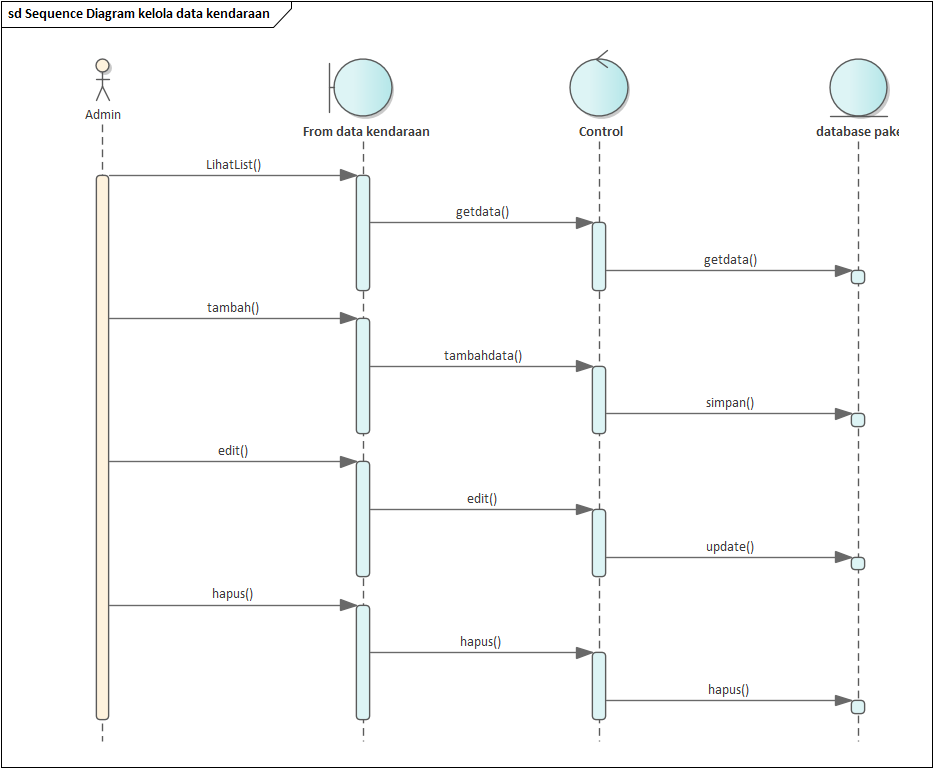 sd Sequence Diagram kelola data kendaraan
Admin
From data kendaraan
Control
database
LihatList()
getdata()
getdata()
tambah()
tambahdata()
simpan()
edit()
edit()
update()
hapus()
hapus()
hapus()